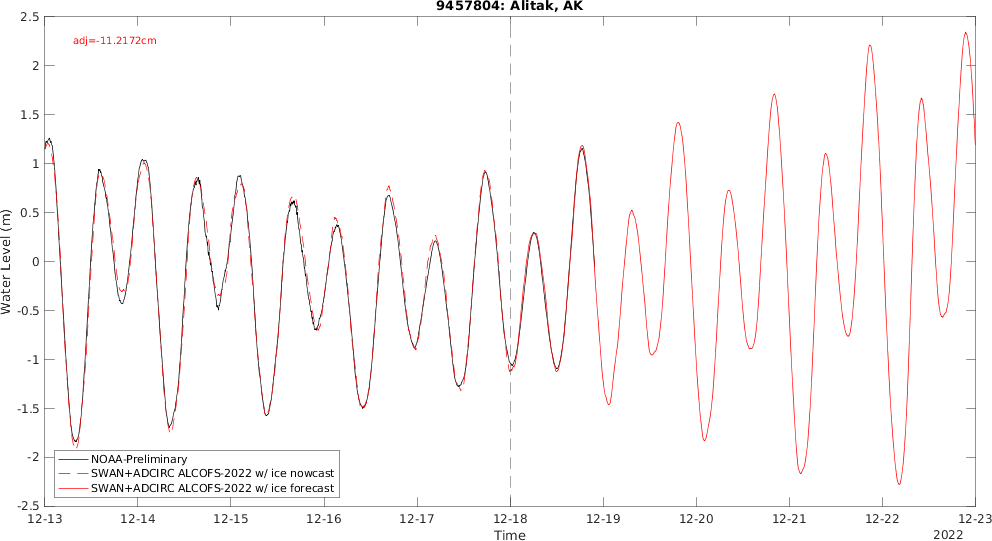 9457804: Alitak, AK
adj=-11.2172cm
Water Level (m)
2.5
2
1.5
1
0.5
0
-0.5
-1
-1.5
-2
-2.5
NOAA-Preliminary
SWAN+ADCIRC ALCOFS-2022 w/ ice nowcast
SWAN+ADCIRC ALCOFS-2022 w/ ice forecast
12-13 12-14 12-15 12-16 12-17 12-18 12-19 12-20 12-21 12-22 12-23
Time
2022